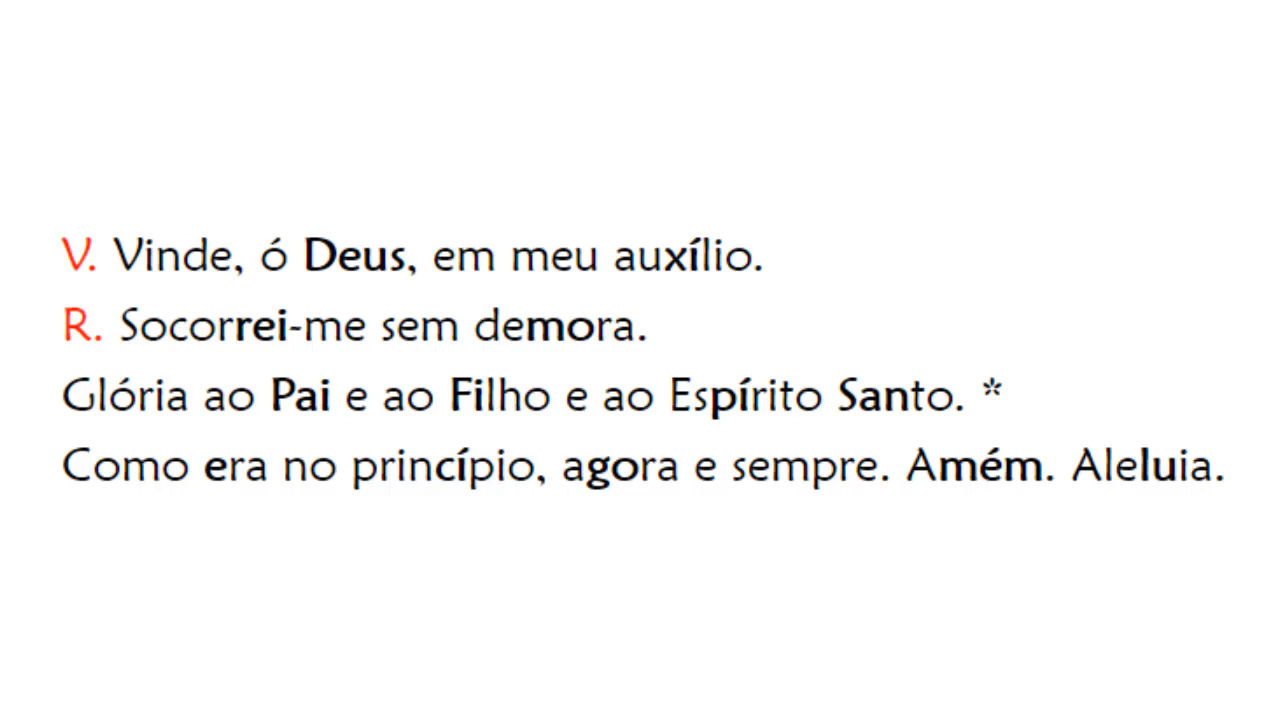 V. Vinde, ó Deus, em meu auxílio.
R. Socorrei-me sem demora.
Glória ao Pai e ao Filho e ao Espírito Santo. *
Como era no princípio, agora e sempre. Amém. Aleluia.